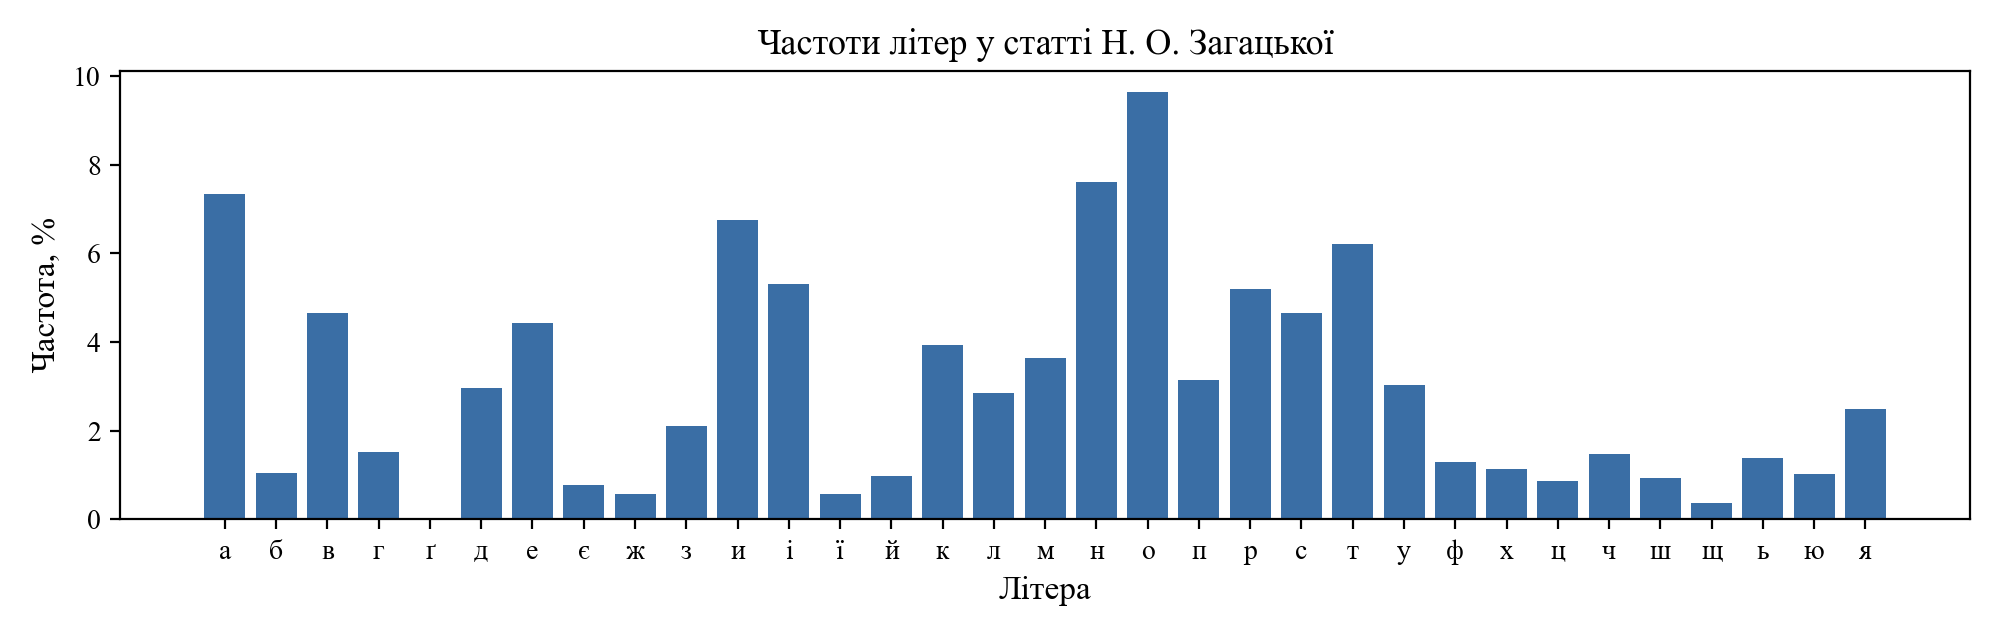 Частоти літер у статті Н. О. Загацької
10
8
6
4
2
0
Частота, %
а б в г ґ д е є ж з и і ї й к л м н о п р с т у ф х ц ч ш щ ь ю я
Літера